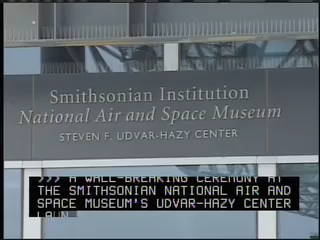 Smithsonian Institution
National Air and Space Museum
STEVEN F. UDVAR-HAZY CENTER
>>> A WALL-BREAKING CEREMONY AT
THE SMITHSONIAN NATIONAL AIR AND
SPACE MUSEUM'S UDVAR-HAZY CENTER
LAUN